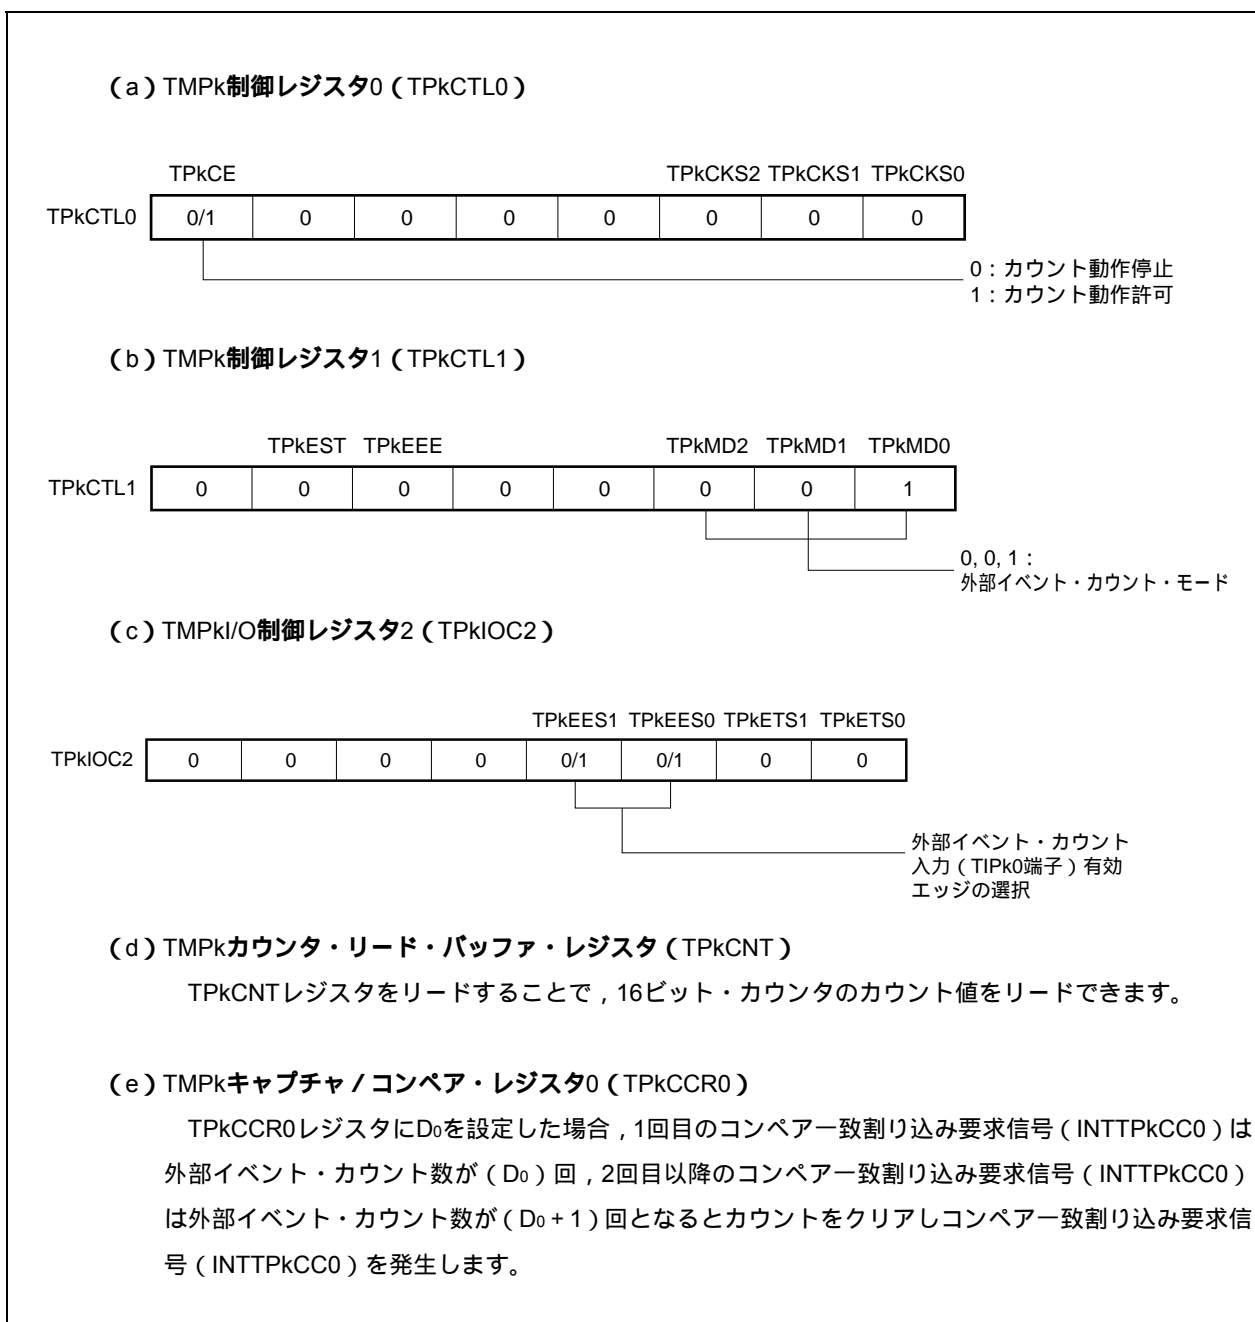 （a）TMPk制御レジスタ0（TPkCTL0）
TPkCE TPkCKS2 TPkCKS1 TPkCKS0
TPkCTL0 0/1 0 0 0 0 0 0 0
0：カウント動作停止
1：カウント動作許可
（b）TMPk制御レジスタ1（TPkCTL1）
TPkEST TPkEEE TPkMD2 TPkMD1 TPkMD0
TPkCTL1 0 0 0 0 0 0 0 1
0, 0, 1：
外部イベント・カウント・モード
（c）TMPkI/O制御レジスタ2（TPkIOC2）
TPkEES1 TPkEES0 TPkETS1 TPkETS0
TPkIOC2 0 0 0 0 0/1 0/1 0 0
外部イベント・カウント
入力（TIPk0端子）有効
エッジの選択
（d）TMPkカウンタ・リード・バッファ・レジスタ（TPkCNT）
TPkCNTレジスタをリードすることで，16ビット・カウンタのカウント値をリードできます。
（e）TMPkキャプチャ／コンペア・レジスタ0（TPkCCR0）
TPkCCR0レジスタにD0を設定した場合，1回目のコンペア一致割り込み要求信号（INTTPkCC0）は
外部イベント・カウント数が（D0）回，2回目以降のコンペア一致割り込み要求信号（INTTPkCC0）
は外部イベント・カウント数が（D0＋1）回となるとカウントをクリアしコンペア一致割り込み要求信
号（INTTPkCC0）を発生します。